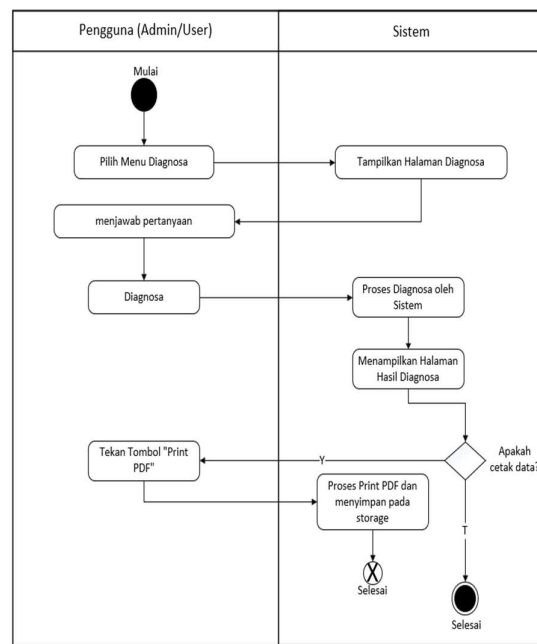 Pengguna (Admin/User)
Sistem
Mulai
Pilih Menu Diagnosa
Tampilkan Halaman Diagnosa
menjawab pertanyaan
Diagnosa
Proses Diagnosa oleh
Sistem
Menampilkan Halaman
Hasil Diagnosa
Apakah
cetak data?
Y
Tekan Tombol "Print
PDF"
Proses Print PDF dan
menyimpan pada
storage
T
Selesai
Selesai